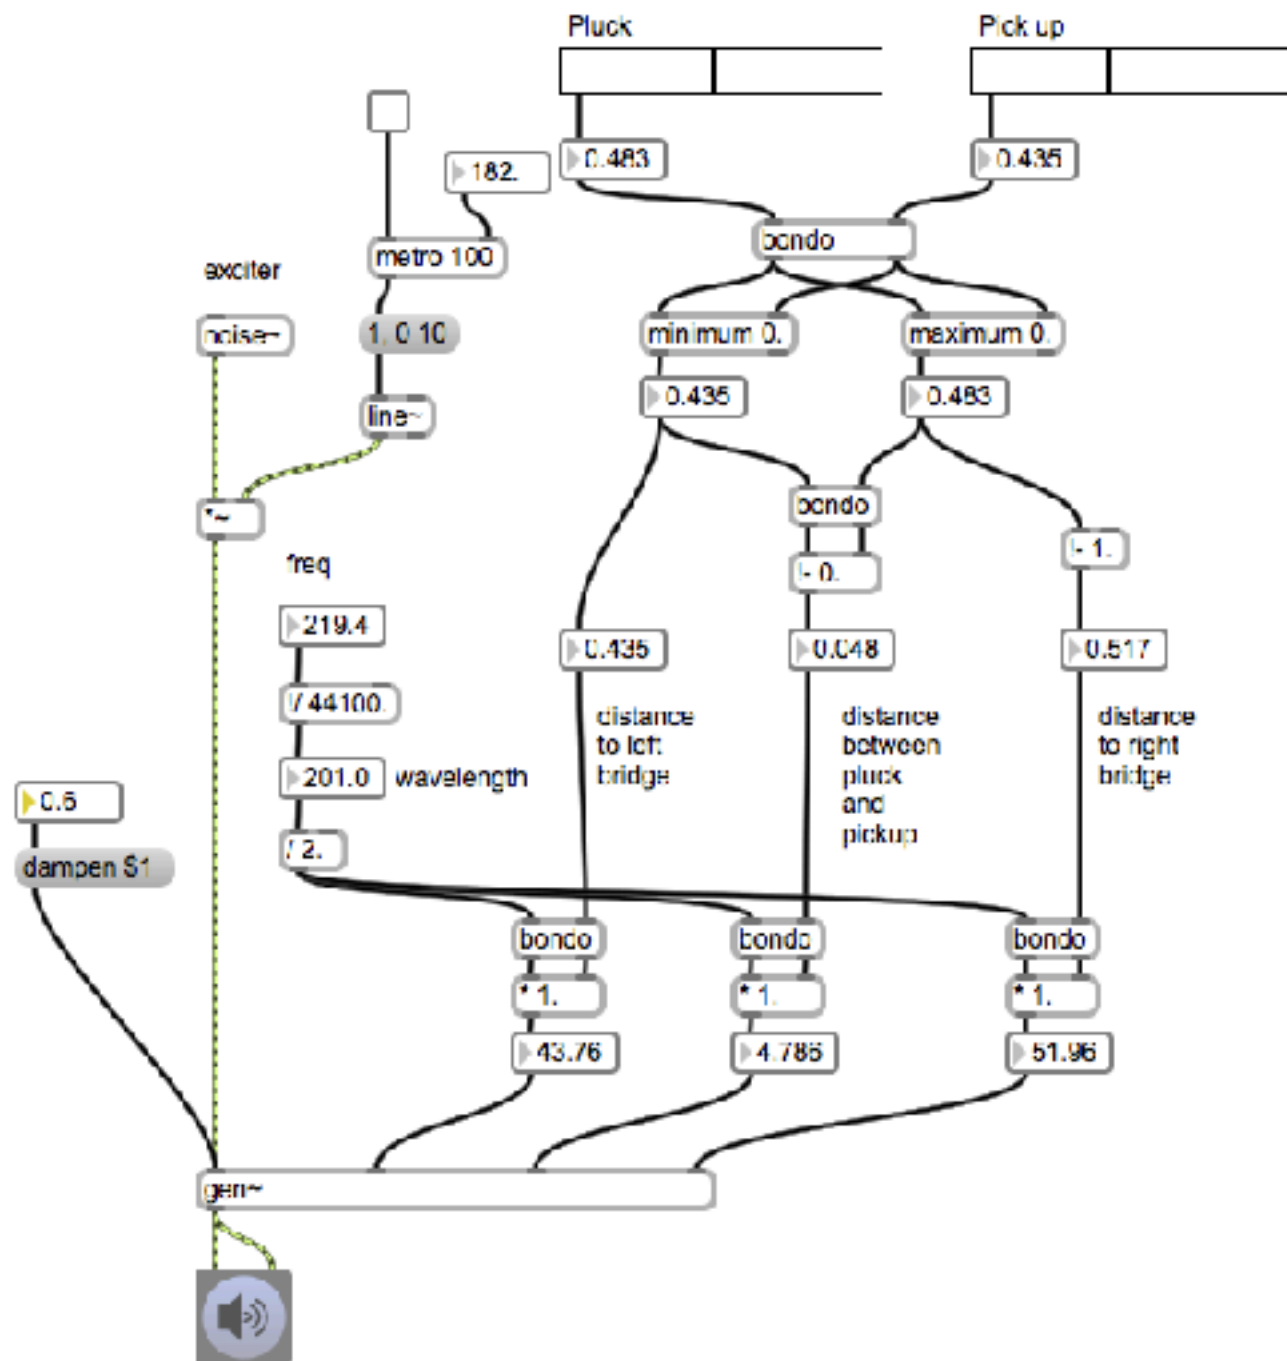 Pluck
Pick up
0.483
0.435
182.
bondo
metro 100
exciter
noise~
1, 0 10
minimum 0.
maximum 0.
0.435
0.483
line~
bondo
*~
!- 1.
freq
!- 0.
219.4
0.435
0.048
0.517
!/ 44100.
distance
to left
bridge
distance
between
pluck
and
pickup
distance
to right
bridge
201.0
wavelength
0.6
/ 2.
dampen $1
bondo
bondo
bondo
* 1.
* 1.
* 1.
43.76
4.786
51.96
gen~